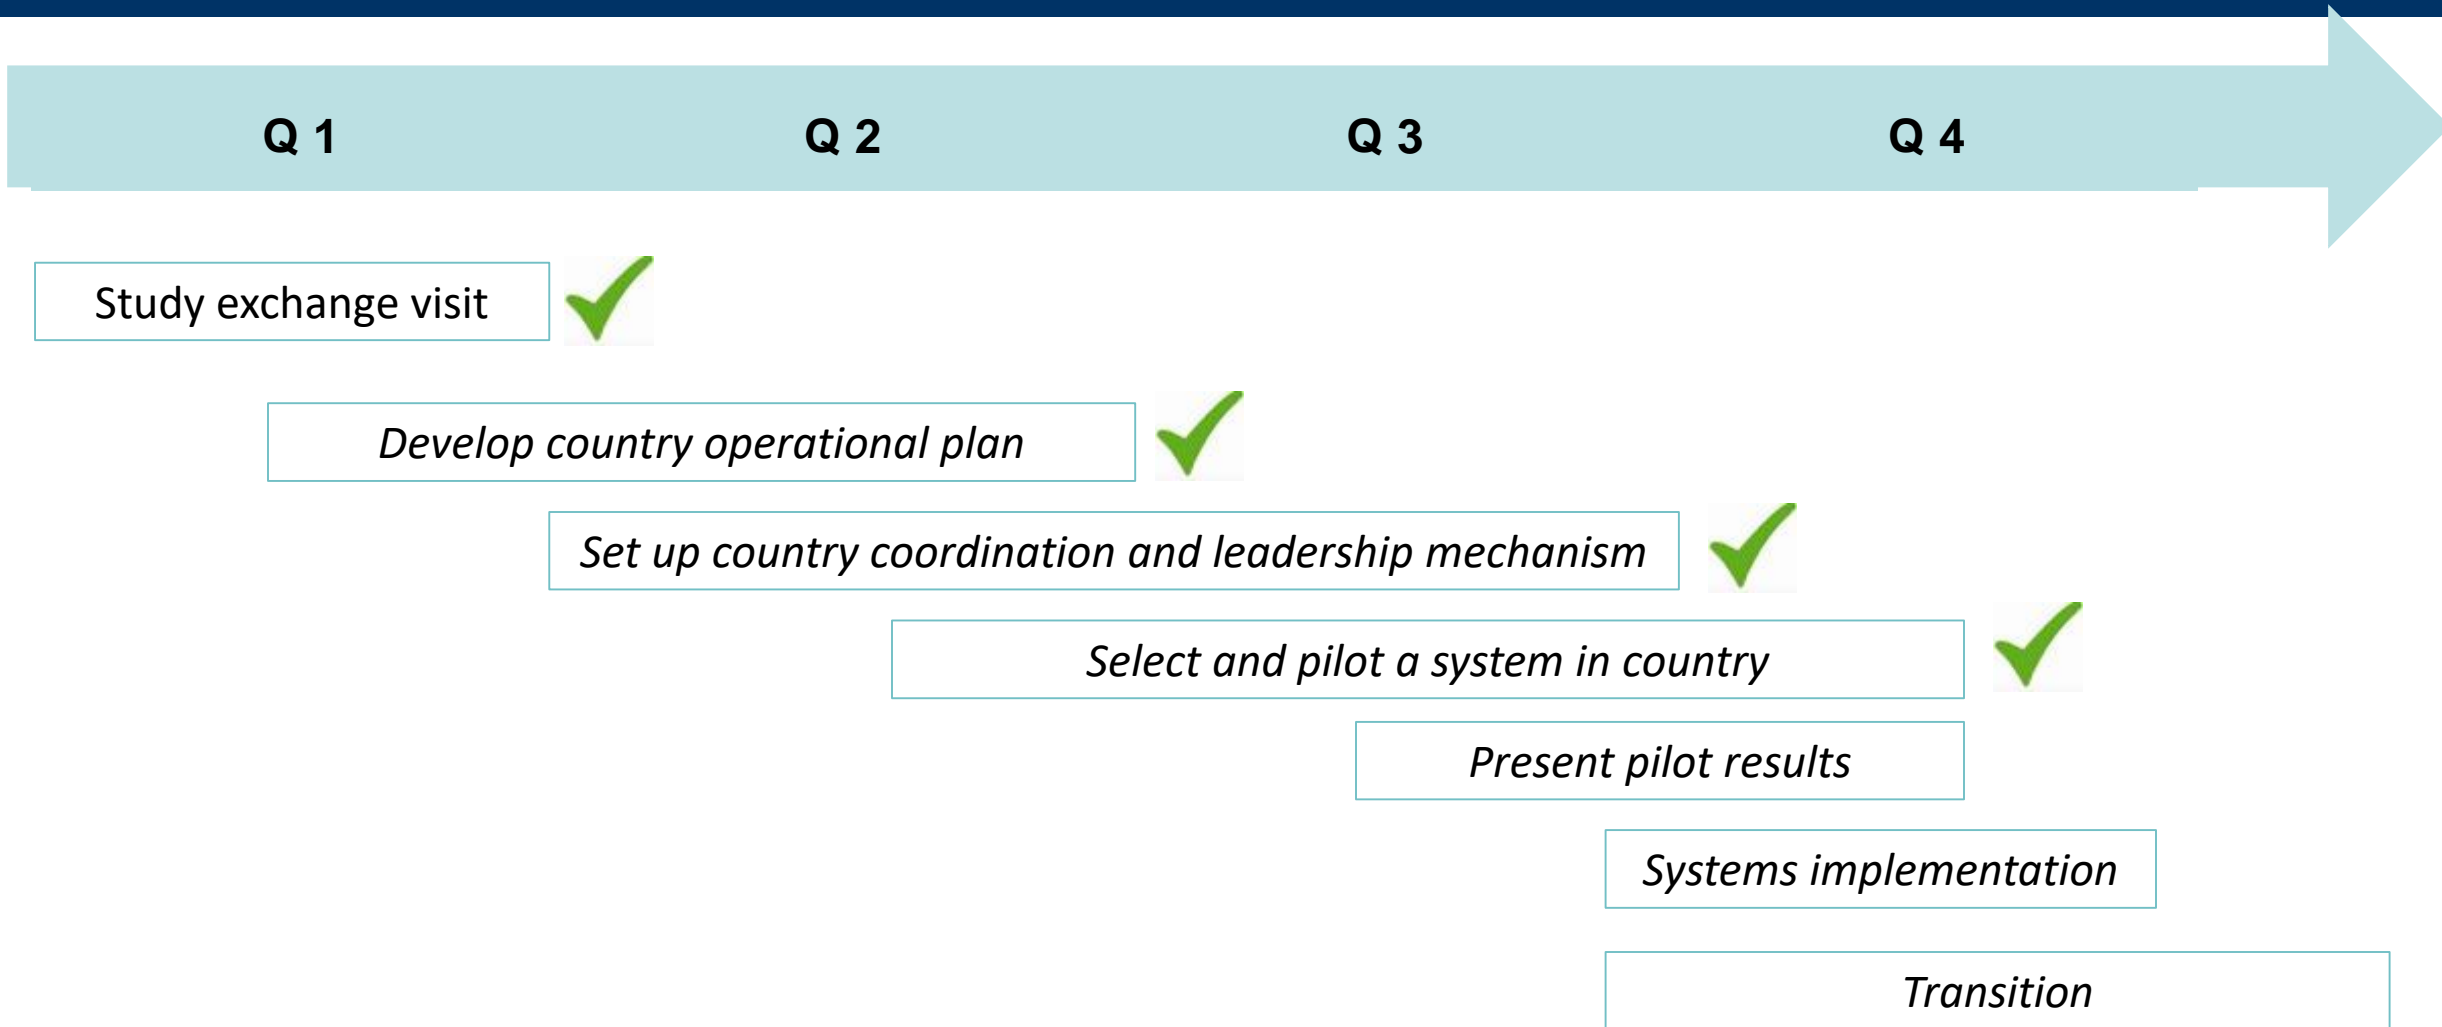 Q 1 Q 2 Q 3 Q 4
Study exchange visit
Develop country operational plan
Set up country coordination and leadership mechanism
Select and pilot a system in country
Present pilot results
Systems implementation
Transition